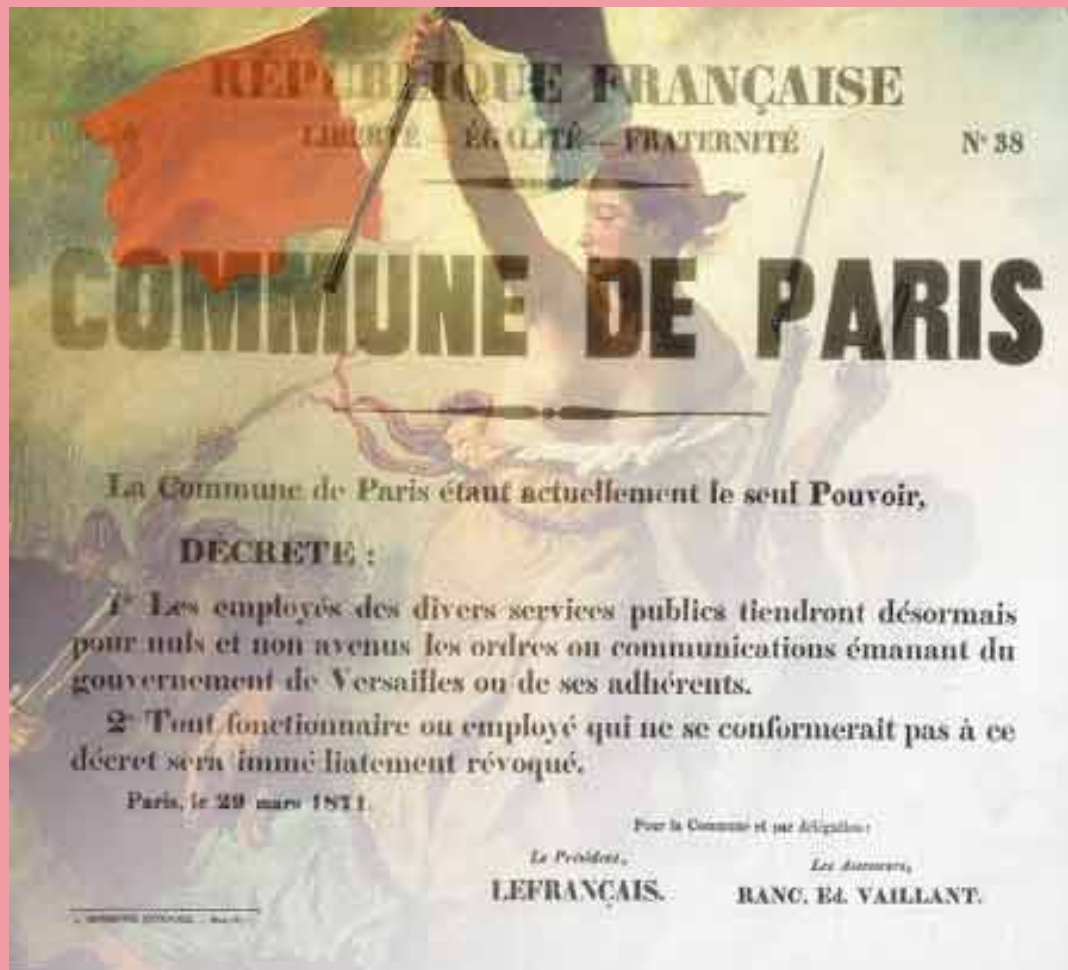 RÉPUBLIQUE FRANÇAISE
LIBERTÉ — ÉGALITÉ — FRATERNITÉ
N° 38
COMMUNE DE PARIS
La Commune de Paris étant actuellement le seul Pouvoir,
DÉCRÈTE :
1° Les employés des divers services publics tiendront désormais
pour nuls et non avenus les ordres ou communications émanant du
gouvernement de Versailles ou de ses adhérents.
2° Tout fonctionnaire ou employé qui ne se conformerait pas à ce
décret sera immé liatement révoqué.
Paris, le 29 mars 1871.
Pour la Commune et par délégation :
Le Président,
LEFRANÇAIS.
Les Assesseurs,
RANC. Ed. VAILLANT.